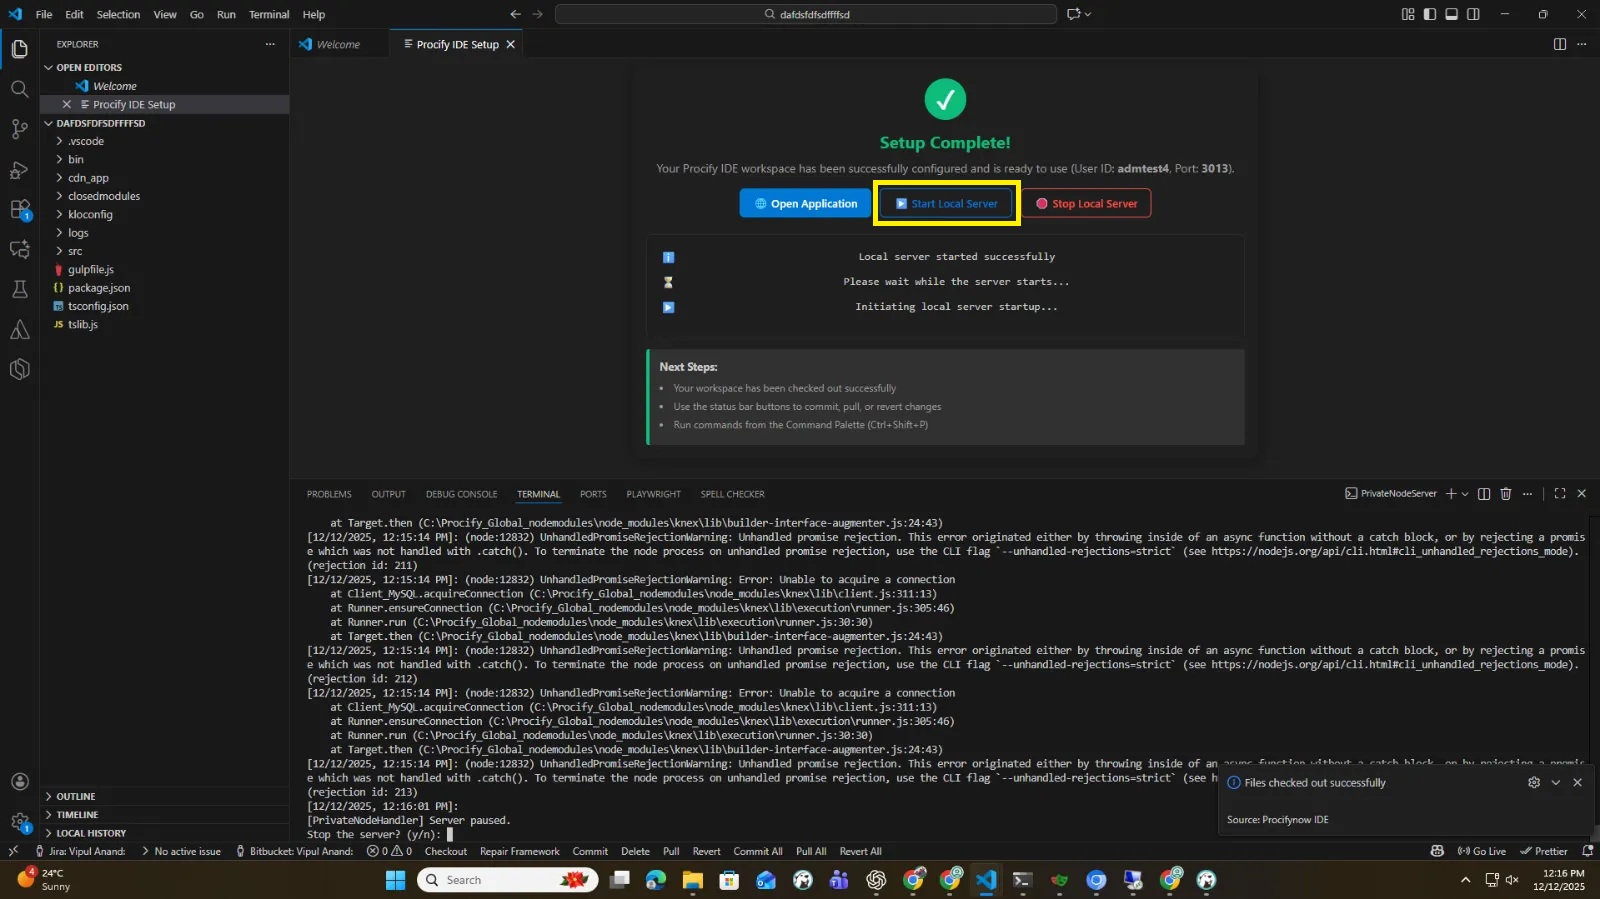 File Edit Selection View Go Run Terminal Help
dafdsfdfsdffffsd
EXPLORER
OPEN EDITORS
Welcome
Procify IDE Setup
DAFDSFDFSDFFFFSD
.vscode
bin
cdn_app
closedmodules
kloconfig
logs
src
gulpfile.js
package.json
tsconfig.json
JS tslib.js
OUTLINE
TIMELINE
LOCAL HISTORY
Welcome
Procify IDE Setup
Setup Complete!
Your Procify IDE workspace has been successfully configured and is ready to use (User ID: admtest4, Port: 3013).
Open Application
Start Local Server
Stop Local Server
Local server started successfully
Please wait while the server starts...
Initiating local server startup...
Next Steps:
Your workspace has been checked out successfully
Use the status bar buttons to commit, pull, or revert changes
Run commands from the Command Palette (Ctrl+Shift+P)
PROBLEMS OUTPUT DEBUG CONSOLE TERMINAL PORTS PLAYWRIGHT SPELL CHECKER
PrivateNodeServer
at Target.then (C:\Procify_Global_nodemodules\node_modules\knex\lib\builder-interface-augmenter.js:24:43)
[12/12/2025, 12:15:14 PM]: (node:12832) UnhandledPromiseRejectionWarning: Unhandled promise rejection. This error originated either by throwing inside of an async function without a catch block, or by rejecting a promis
e which was not handled with .catch(). To terminate the node process on unhandled promise rejection, use the CLI flag `--unhandled-rejections=strict` (see https://nodejs.org/api/cli.html#cli_unhandled_rejections_mode).
(rejection id: 211)
[12/12/2025, 12:15:14 PM]: (node:12832) UnhandledPromiseRejectionWarning: Error: Unable to acquire a connection
at Client_MySQL.acquireConnection (C:\Procify_Global_nodemodules\node_modules\knex\lib\client.js:311:13)
at Runner.ensureConnection (C:\Procify_Global_nodemodules\node_modules\knex\lib\execution\runner.js:305:46)
at Runner.run (C:\Procify_Global_nodemodules\node_modules\knex\lib\execution\runner.js:30:30)
at Target.then (C:\Procify_Global_nodemodules\node_modules\knex\lib\builder-interface-augmenter.js:24:43)
[12/12/2025, 12:15:14 PM]: (node:12832) UnhandledPromiseRejectionWarning: Unhandled promise rejection. This error originated either by throwing inside of an async function without a catch block, or by rejecting a promis
e which was not handled with .catch(). To terminate the node process on unhandled promise rejection, use the CLI flag `--unhandled-rejections=strict` (see https://nodejs.org/api/cli.html#cli_unhandled_rejections_mode).
(rejection id: 212)
[12/12/2025, 12:15:14 PM]: (node:12832) UnhandledPromiseRejectionWarning: Error: Unable to acquire a connection
at Client_MySQL.acquireConnection (C:\Procify_Global_nodemodules\node_modules\knex\lib\client.js:311:13)
at Runner.ensureConnection (C:\Procify_Global_nodemodules\node_modules\knex\lib\execution\runner.js:305:46)
at Runner.run (C:\Procify_Global_nodemodules\node_modules\knex\lib\execution\runner.js:30:30)
at Target.then (C:\Procify_Global_nodemodules\node_modules\knex\lib\builder-interface-augmenter.js:24:43)
[12/12/2025, 12:15:14 PM]: (node:12832) UnhandledPromiseRejectionWarning: Unhandled promise rejection. This error originated either by throwing inside of an async function without a catch block, or by rejecting a promis
e which was not handled with .catch(). To terminate the node process on unhandled promise rejection, use the CLI flag `--unhandled-rejections=strict` (see h
(rejection id: 213)
[12/12/2025, 12:16:01 PM]:
[PrivateNodeHandler] Server paused.
Stop the server? (y/n):
Files checked out successfully
Source: Procifynow IDE
Jira: Vipul Anand: No active issue Bitbucket: Vipul Anand: 0 0 Checkout Repair Framework Commit Delete Pull Revert Commit All Pull All Revert All Go Live Prettier
4 24°C
Sunny
Search
12:16 PM
12/12/2025